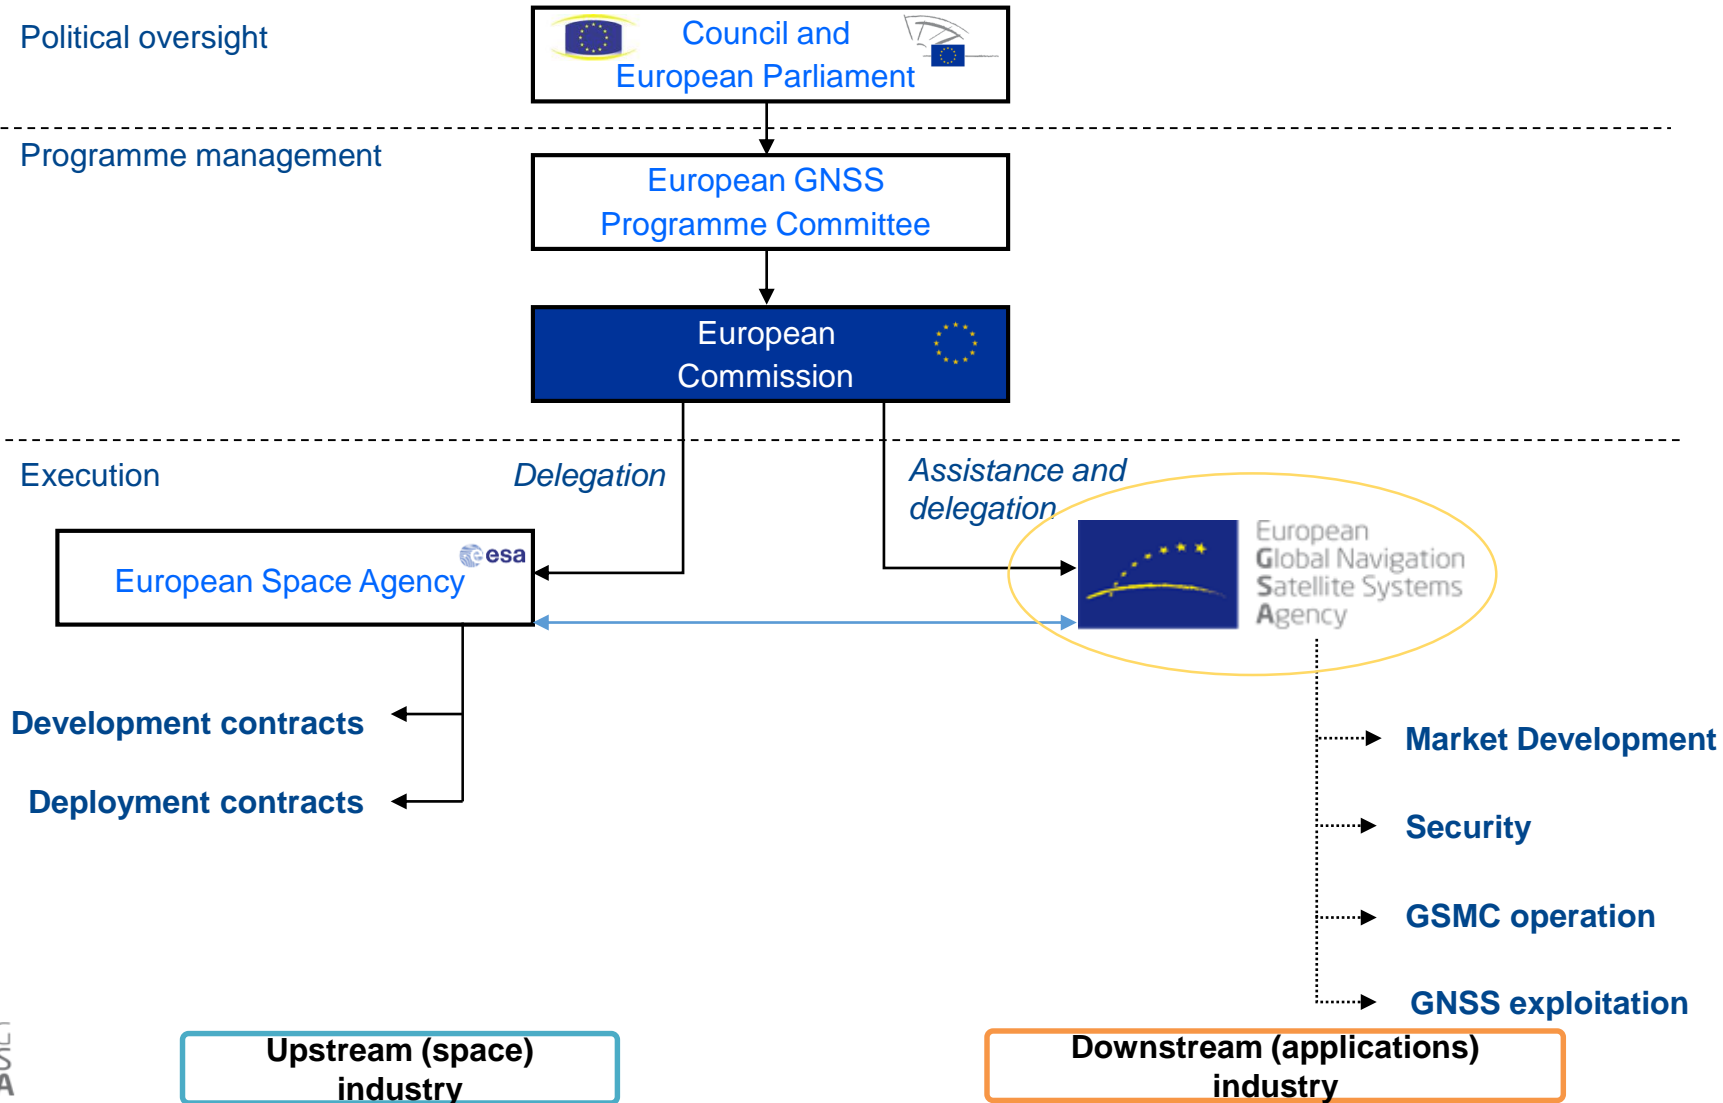 Political oversight
Council and
European Parliament
Programme management
European GNSS
Programme Committee
European
Commission
Execution
Delegation
Assistance and
delegation
esa
European Space Agency
European
Global Navigation
Satellite Systems
Agency
Development contracts
Deployment contracts
Market Development
Security
GSMC operation
GNSS exploitation
Upstream (space)
industry
Downstream (applications)
industry